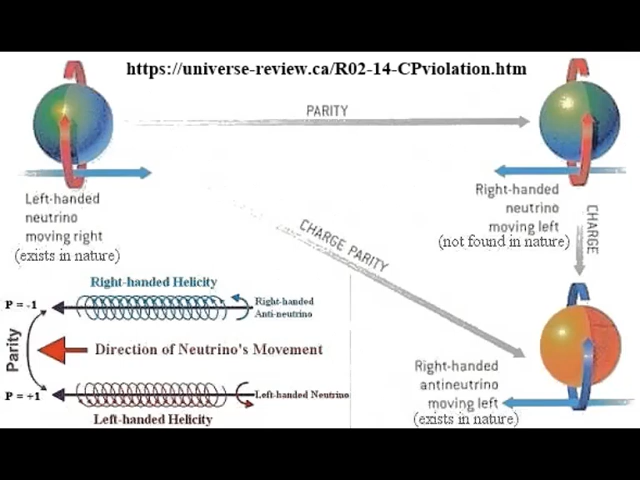 https://universe-review.ca/R02-14-CPviolation.htm
PARITY
Left-handed
neutrino
moving right
(exists in nature)
Right-handed
neutrino
moving left
(not found in nature)
CHARGE
CHARGE PARITY
Right-handed Helicity
P = -1
Right-handed
Anti-neutrino
Parity
Direction of Neutrino's Movement
P = +1
Left-handed Neutrino
Left-handed Helicity
Right-handed
antineutrino
moving left
(exists in nature)